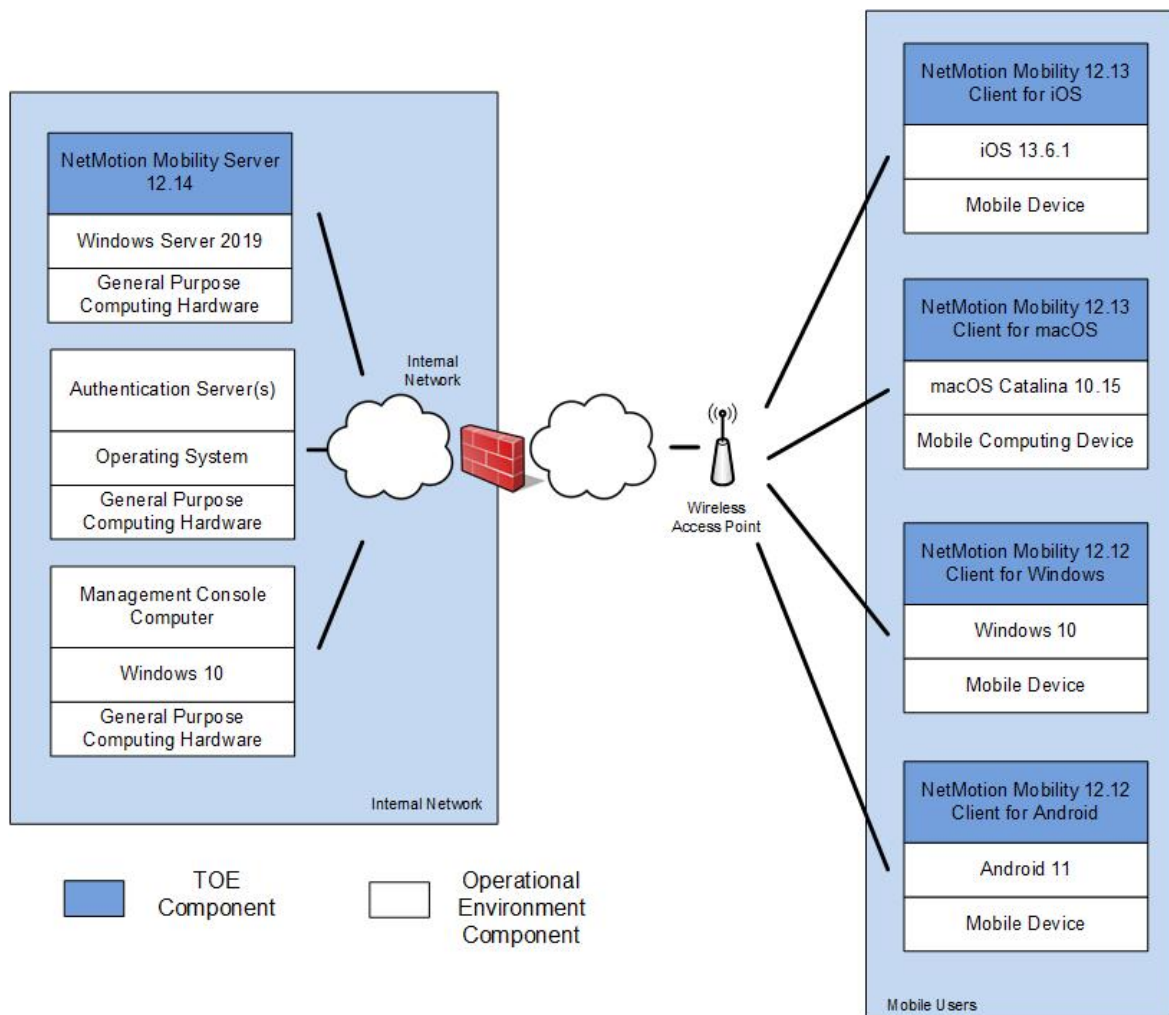 NetMotion Mobility Server
12.14
Windows Server 2019
General Purpose
Computing Hardware
Authentication Server(s)
Operating System
General Purpose
Computing Hardware
Management Console
Computer
Windows 10
General Purpose
Computing Hardware
Internal Network
Internal
Network
Wireless
Access Point
NetMotion Mobility 12.13
Client for iOS
iOS 13.6.1
Mobile Device
NetMotion Mobility 12.13
Client for macOS
macOS Catalina 10.15
Mobile Computing Device
NetMotion Mobility 12.12
Client for Windows
Windows 10
Mobile Device
NetMotion Mobility 12.12
Client for Android
Android 11
Mobile Device
Mobile Users
TOE
Component
Operational
Environment
Component